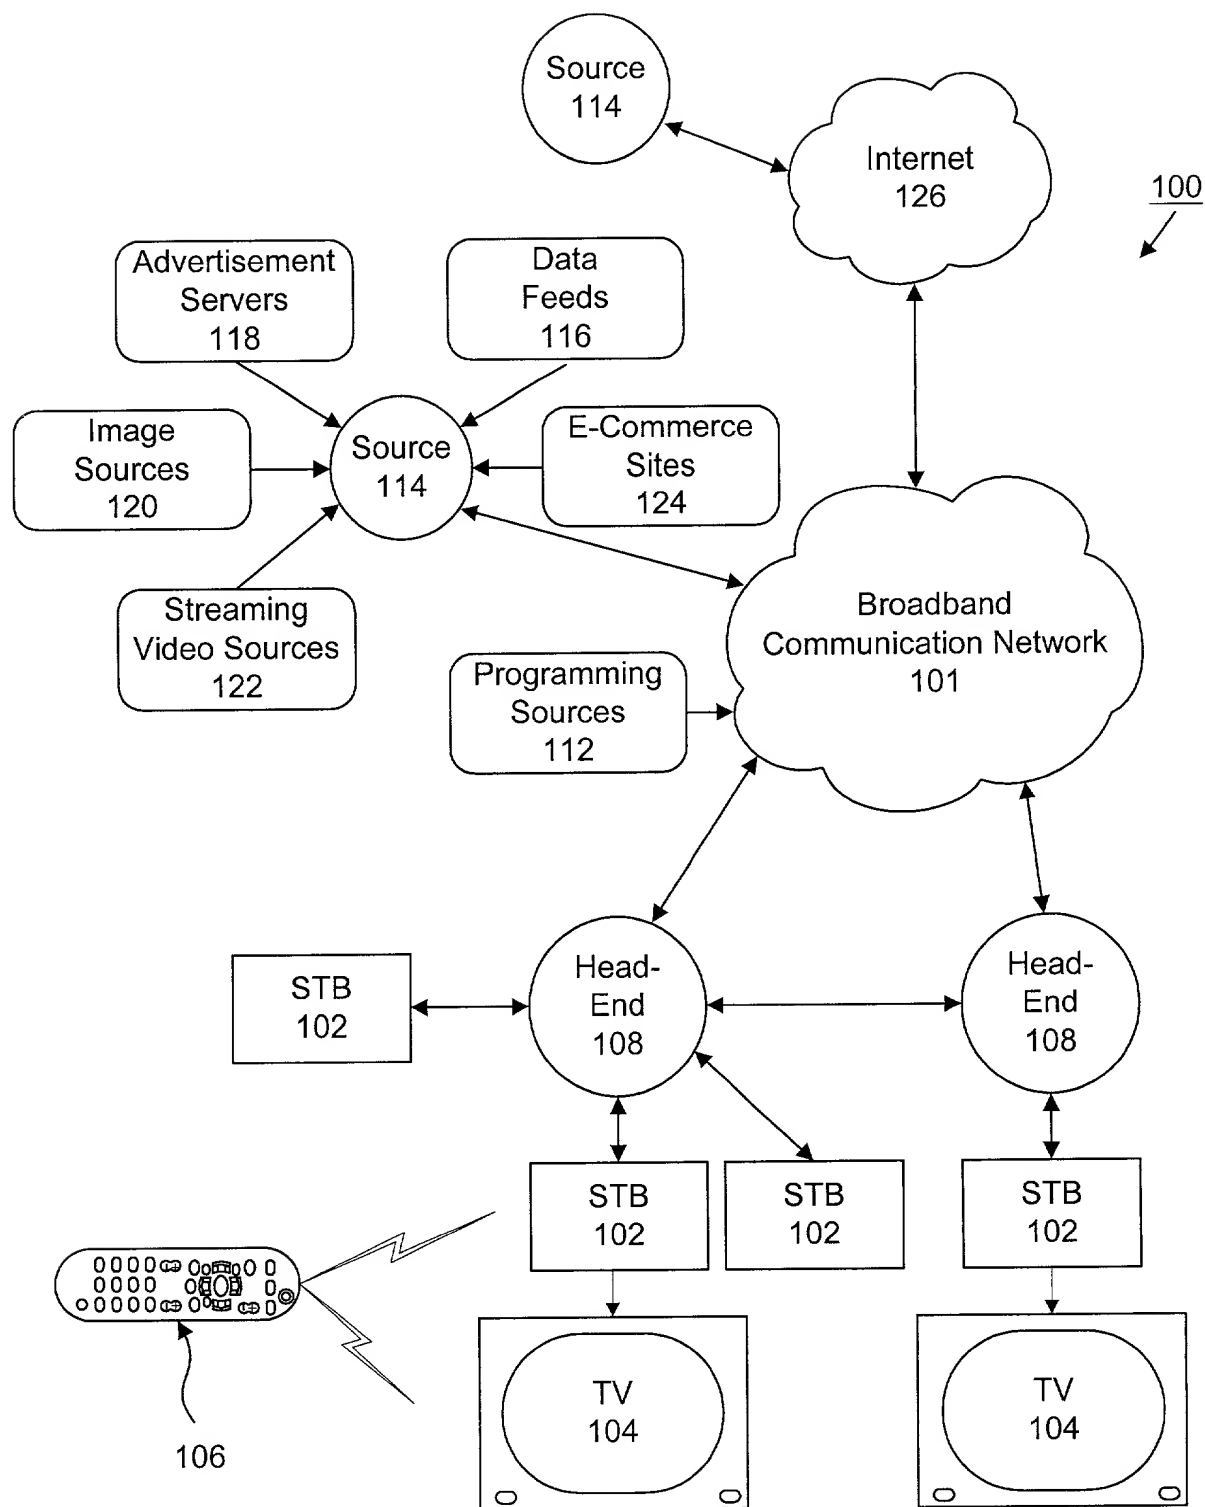 Source
114
Internet
126
100
Advertisement
Servers
118
Data
Feeds
116
Image
Sources
120
Source
114
E-Commerce
Sites
124
Streaming
Video Sources
122
Broadband
Communication Network
101
Programming
Sources
112
STB
102
Head-
End
108
Head-
End
108
STB
102
STB
102
STB
102
TV
104
TV
104
106